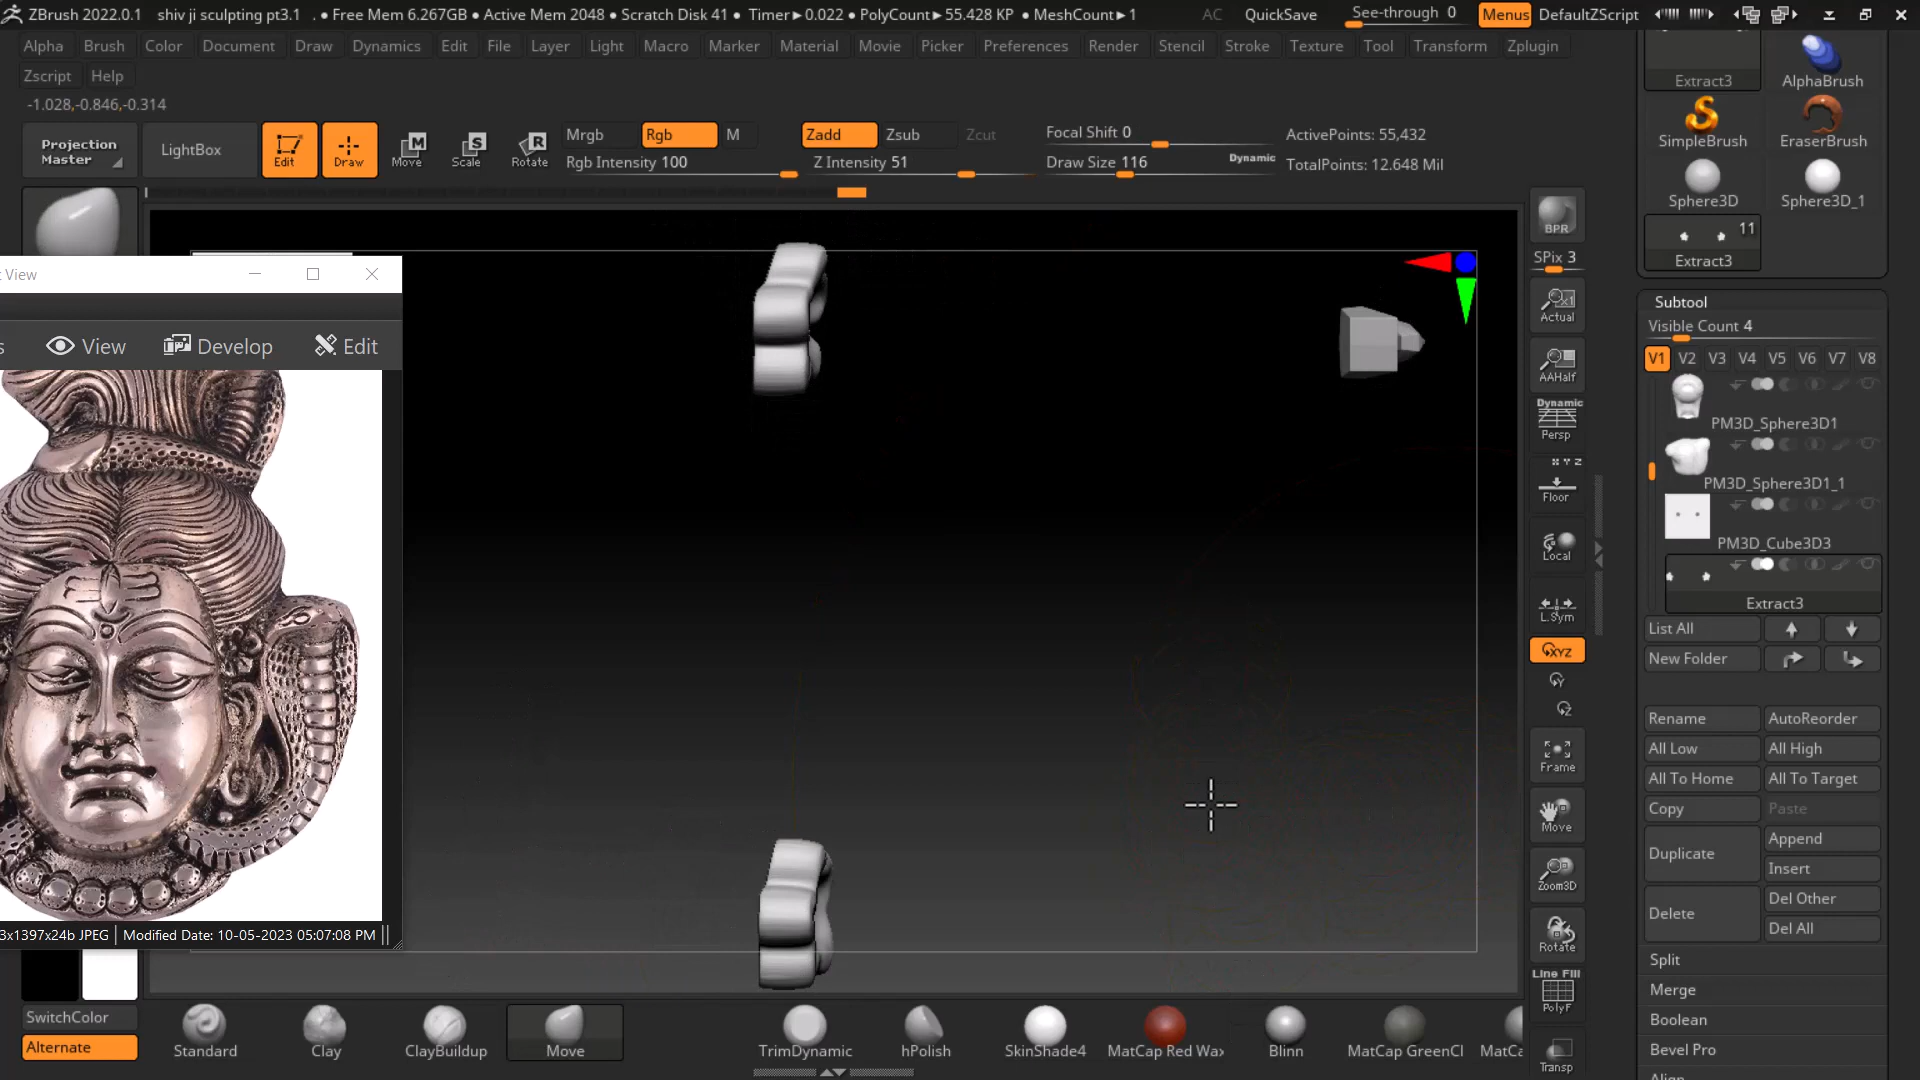 ZBrush 2022.0.1 shiv ji sculpting pt3.1 . • Free Mem 6.267GB • Active Mem 2048 • Scratch Disk 41 • Timer►0.022 • PolyCount►55.428 KP • MeshCount►1 AC QuickSave See-through 0 Menus DefaultZScript
Alpha Brush Color Document Draw Dynamics Edit File Layer Light Macro Marker Material Movie Picker Preferences Render Stencil Stroke Texture Tool Transform Zplugin
Zscript Help
-1.028,-0.846,-0.314
Projection Master
LightBox
Edit
Draw
Move
Scale
Rotate
Mrgb Rgb M
Rgb Intensity 100
Zadd Zsub Zcut
Z Intensity 51
Focal Shift 0
Draw Size 116
Dynamic
ActivePoints: 55,432
TotalPoints: 12.648 Mil
View
View Develop Edit
3x1397x24b JPEG Modified Date: 10-05-2023 05:07:08 PM
SwitchColor
Alternate
Standard Clay ClayBuildup Move TrimDynamic hPolish SkinShade4 MatCap Red Wax Blinn MatCap GreenCl MatCa
BPR
SPix 3
Actual
AAHalf
Dynamic
Persp
X Y Z
Floor
Local
L.Sym
XYZ
Y
Z
Frame
Move
Zoom3D
Rotate
Line Fill
PolyF
Transp
Extract3 AlphaBrush
SimpleBrush EraserBrush
Sphere3D Sphere3D_1
11
Extract3
Subtool
Visible Count 4
V1 V2 V3 V4 V5 V6 V7 V8
PM3D_Sphere3D1
PM3D_Sphere3D1_1
PM3D_Cube3D3
Extract3
List All
New Folder
Rename AutoReorder
All Low All High
All To Home All To Target
Copy Paste
Duplicate Append
Insert
Delete Del Other
Del All
Split
Merge
Boolean
Bevel Pro
Align